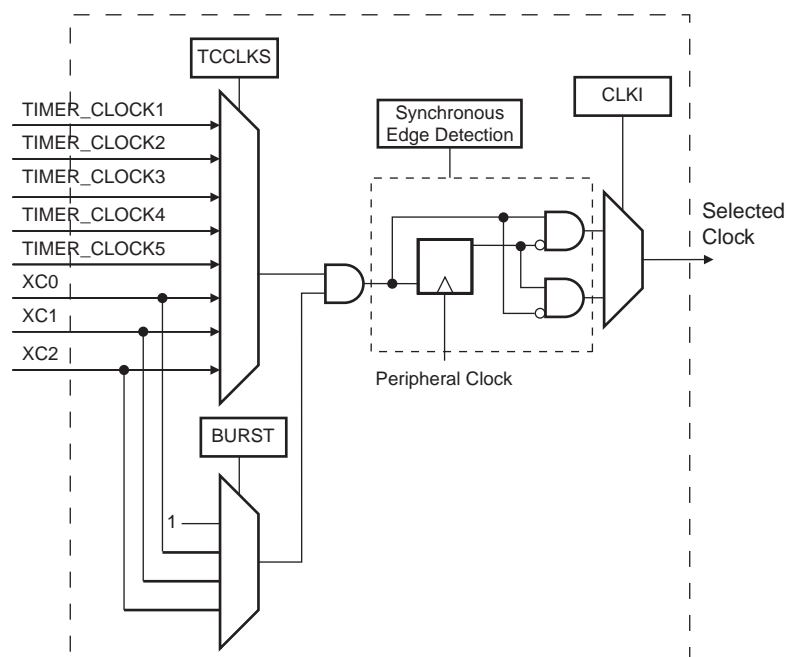 TCCLKS
CLKI
TIMER_CLOCK1
Synchronous
Edge Detection
TIMER_CLOCK2
TIMER_CLOCK3
TIMER_CLOCK4
Selected
Clock
TIMER_CLOCK5
XC0
XC1
XC2
Peripheral Clock
BURST
1